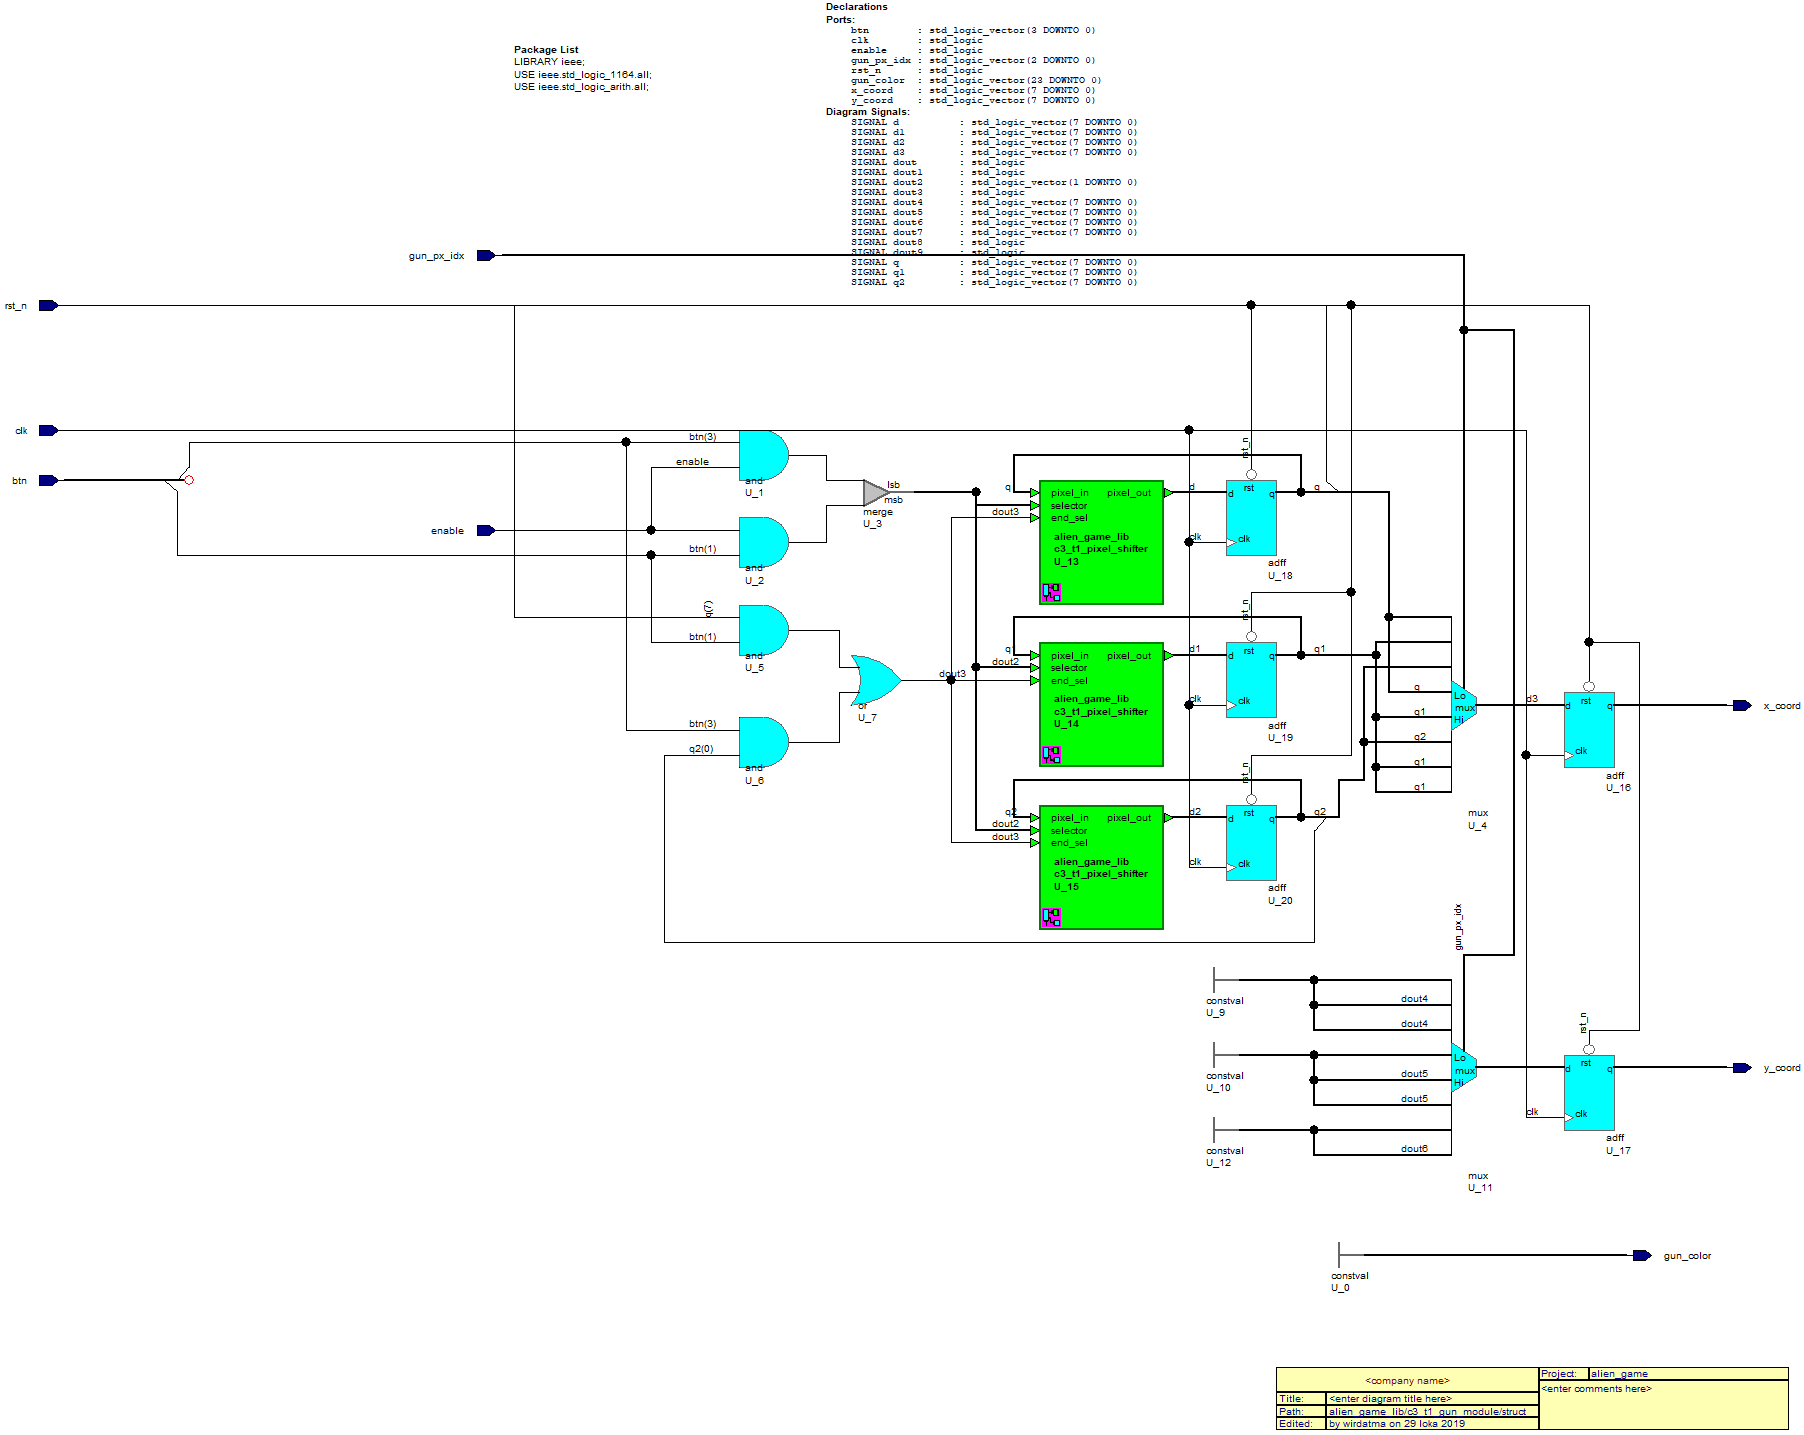 Declarations
Ports:
btn : std_logic_vector(3 DOWNTO 0)
clk : std_logic
enable : std_logic
gun_px_idx : std_logic_vector(2 DOWNTO 0)
rst_n : std_logic
gun_color : std_logic_vector(23 DOWNTO 0)
x_coord : std_logic_vector(7 DOWNTO 0)
y_coord : std_logic_vector(7 DOWNTO 0)
Diagram Signals:
SIGNAL d : std_logic_vector(7 DOWNTO 0)
SIGNAL d1 : std_logic_vector(7 DOWNTO 0)
SIGNAL d2 : std_logic_vector(7 DOWNTO 0)
SIGNAL d3 : std_logic_vector(7 DOWNTO 0)
SIGNAL dout : std_logic
SIGNAL dout1 : std_logic
SIGNAL dout2 : std_logic_vector(1 DOWNTO 0)
SIGNAL dout3 : std_logic
SIGNAL dout4 : std_logic_vector(7 DOWNTO 0)
SIGNAL dout5 : std_logic_vector(7 DOWNTO 0)
SIGNAL dout6 : std_logic_vector(7 DOWNTO 0)
SIGNAL dout7 : std_logic_vector(7 DOWNTO 0)
SIGNAL dout8 : std_logic
SIGNAL dout9 : std_logic
SIGNAL q : std_logic_vector(7 DOWNTO 0)
SIGNAL q1 : std_logic_vector(7 DOWNTO 0)
SIGNAL q2 : std_logic_vector(7 DOWNTO 0)
Package List
LIBRARY ieee;
USE ieee.std_logic_1164.all;
USE ieee.std_logic_arith.all;
gun_px_idx
rst_n
clk
btn
enable
btn(3)
enable
and
U_1
btn(1)
and
U_2
lsb
msb
merge
U_3
q(7)
btn(1)
and
U_5
btn(3)
q2(0)
and
U_6
or
U_7
dout3
q
dout3
pixel_in pixel_out
selector
end_sel
alien_game_lib
c3_t1_pixel_shifter
U_13
d
rst_n
rst
d q
clk
clk
adff
U_18
q
q1
dout2
pixel_in pixel_out
selector
end_sel
alien_game_lib
c3_t1_pixel_shifter
U_14
d1
rst_n
rst
d q
clk
clk
adff
U_19
q1
q2
dout2
dout3
pixel_in pixel_out
selector
end_sel
alien_game_lib
c3_t1_pixel_shifter
U_15
d2
rst_n
rst
d q
clk
clk
adff
U_20
q2
q
q1
q2
q1
q1
Lo
mux
Hi
mux
U_4
d3
rst
d q
clk
adff
U_16
x_coord
gun_px_idx
constval
U_9
dout4
dout4
constval
U_10
dout5
dout5
constval
U_12
dout6
Lo
mux
Hi
mux
U_11
rst_n
rst
d q
clk
clk
adff
U_17
y_coord
constval
U_0
gun_color
<company name>
Title: <enter diagram title here>
Path: alien_game_lib/c3_t1_gun_module/struct
Edited: by wirdatma on 29 loka 2019
Project: alien_game
<enter comments here>